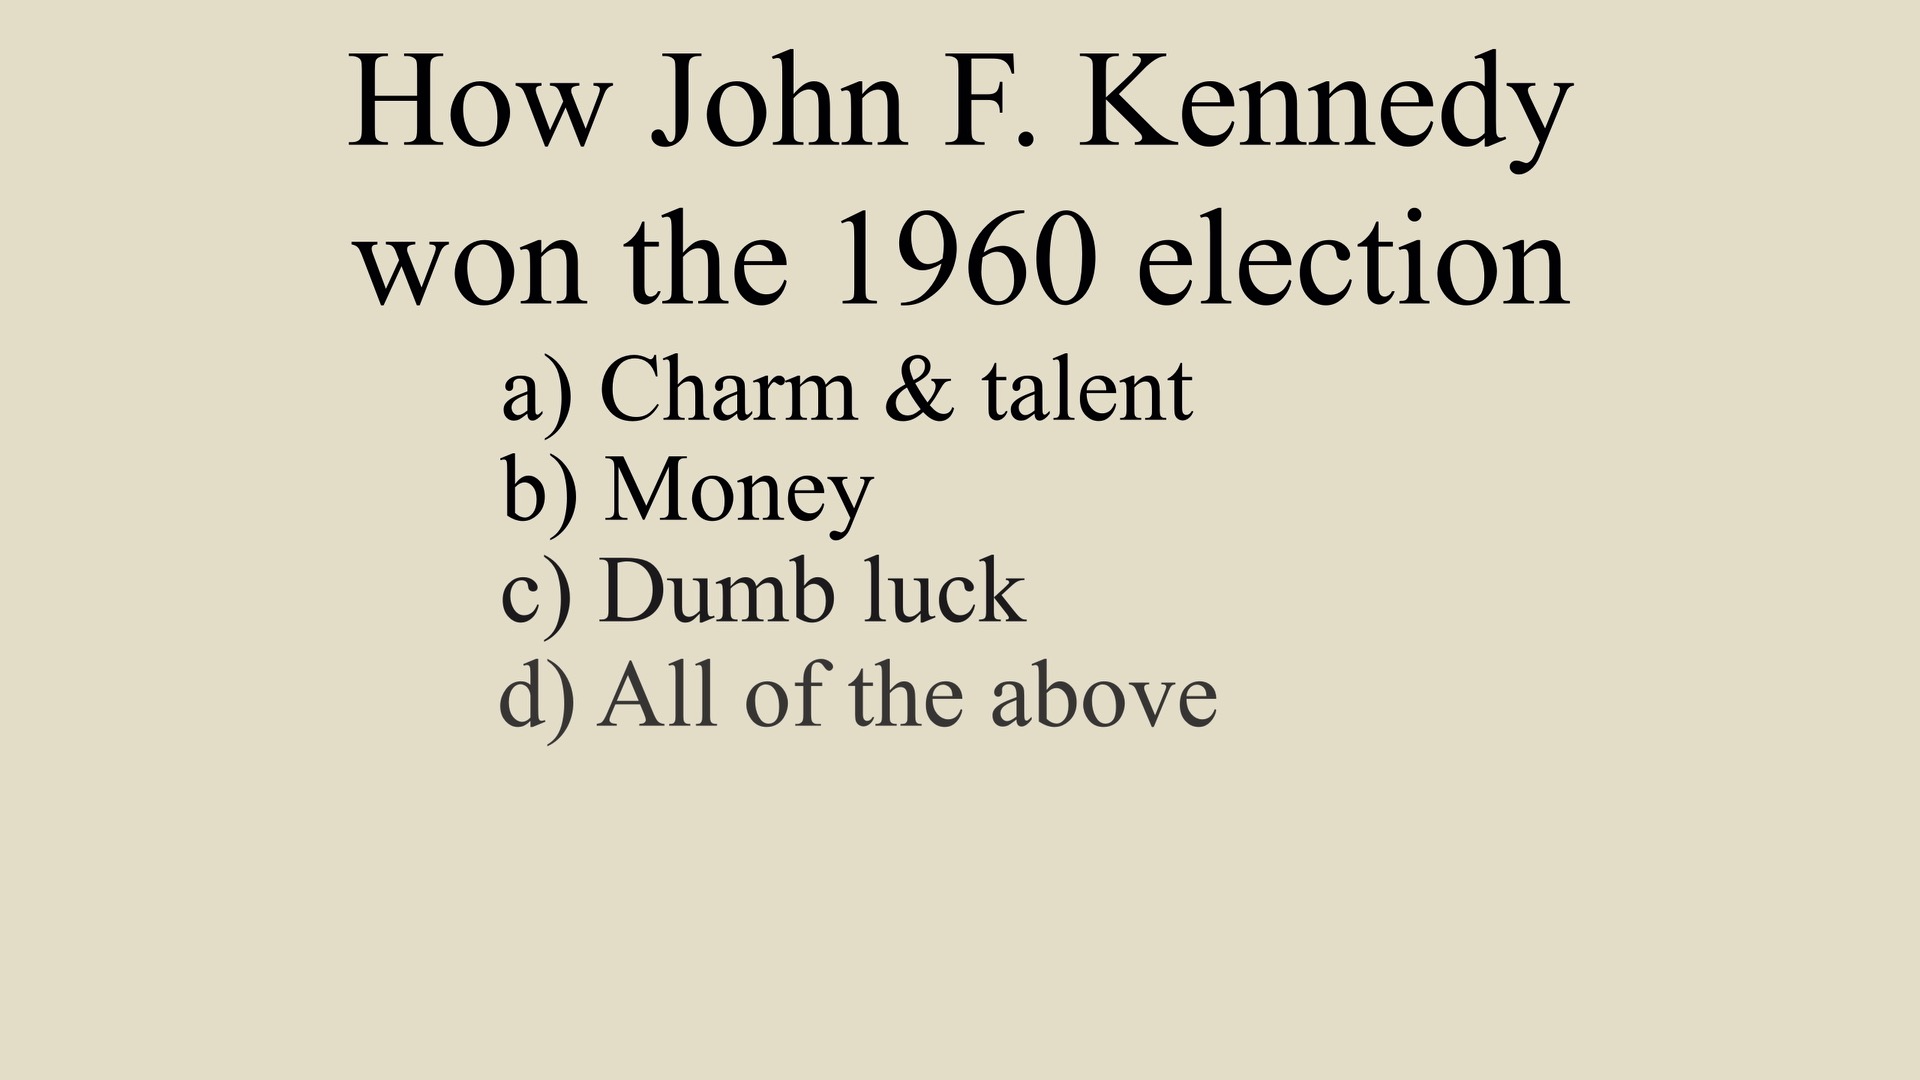 How John F. Kennedy
won the 1960 election
a) Charm & talent
b) Money
c) Dumb luck
d) All of the above